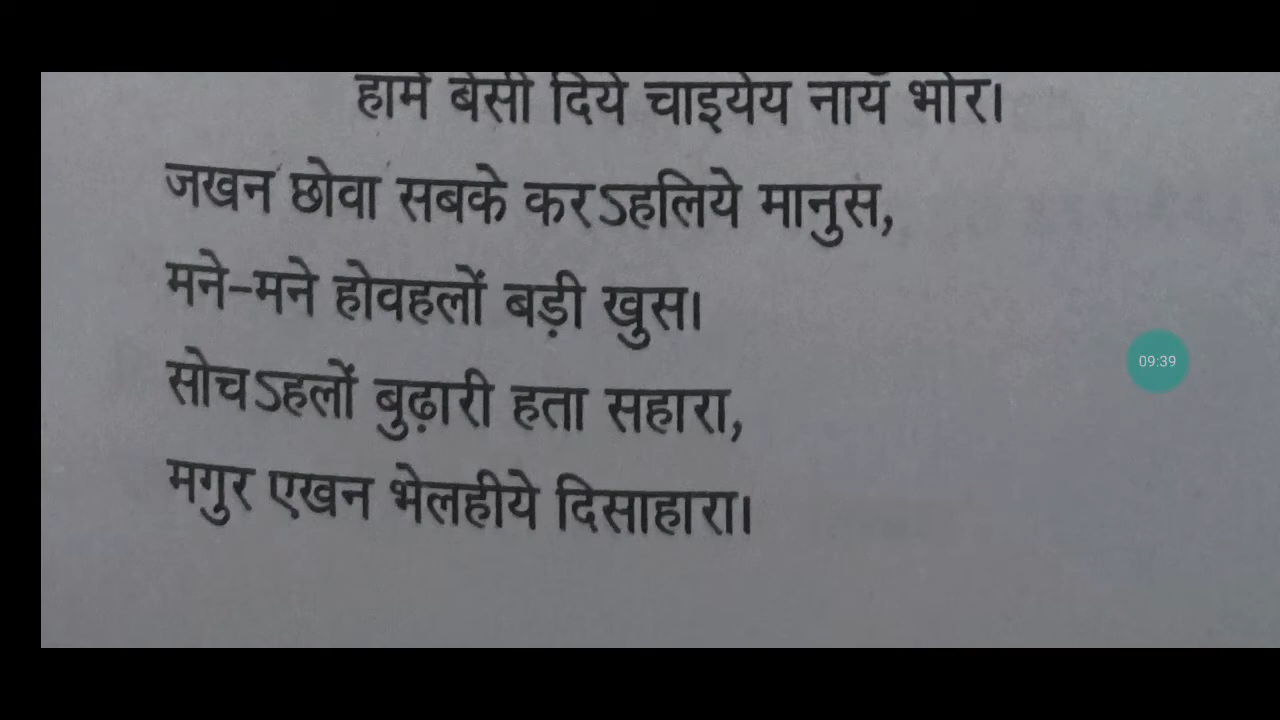 हामे बेसी दिये चाइयेय नायँ भोर।
जखन छोवा सबके करऽहलिये मानुस,
मने-मने होवहलों बड़ी खुस।
सोचऽहलों बुढ़ारी हता सहारा,
मगुर एखन भेलहीये दिसाहारा।
09:39